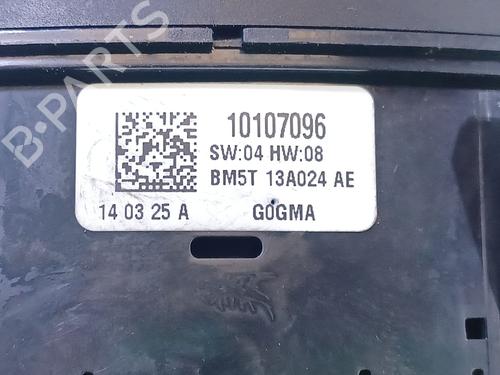 B-PARTS
10107096
SW:04 HW:08
BM5T 13A024 AE
14 03 25 A GOGMA